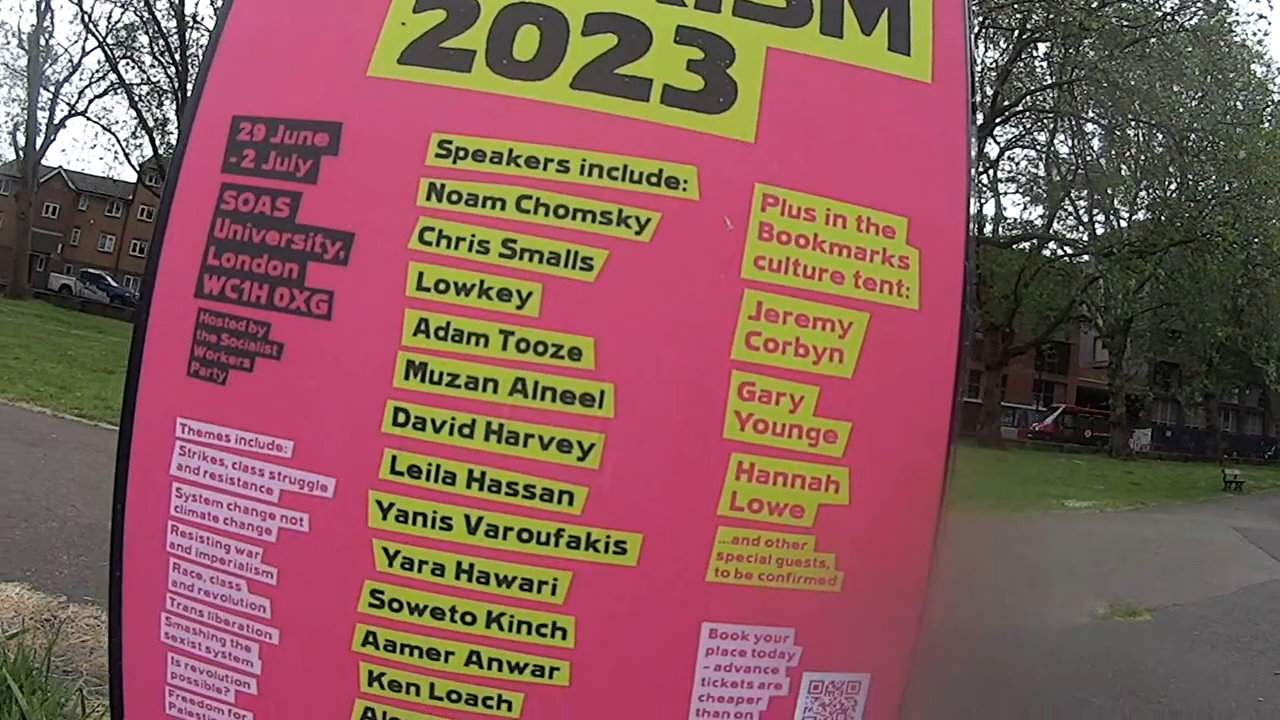 2023
29 June
- 2 July
SOAS
University,
London
WC1H 0XG
Hosted by
the Socialist
Workers
Party
Themes include:
Strikes, class struggle
and resistance
System change not
climate change
Resisting war
and imperialism
Race, class
and revolution
Trans liberation
Smashing the
sexist system
Is revolution
possible?
Freedom for
Speakers include:
Noam Chomsky
Chris Smalls
Lowkey
Adam Tooze
Muzan Alneel
David Harvey
Leila Hassan
Yanis Varoufakis
Yara Hawari
Soweto Kinch
Aamer Anwar
Ken Loach
Plus in the
Bookmarks
culture tent:
Jeremy
Corbyn
Gary
Younge
Hannah
Lowe
...and other
special guests,
to be confirmed
Book your
place today
- advance
tickets are
cheaper
than on